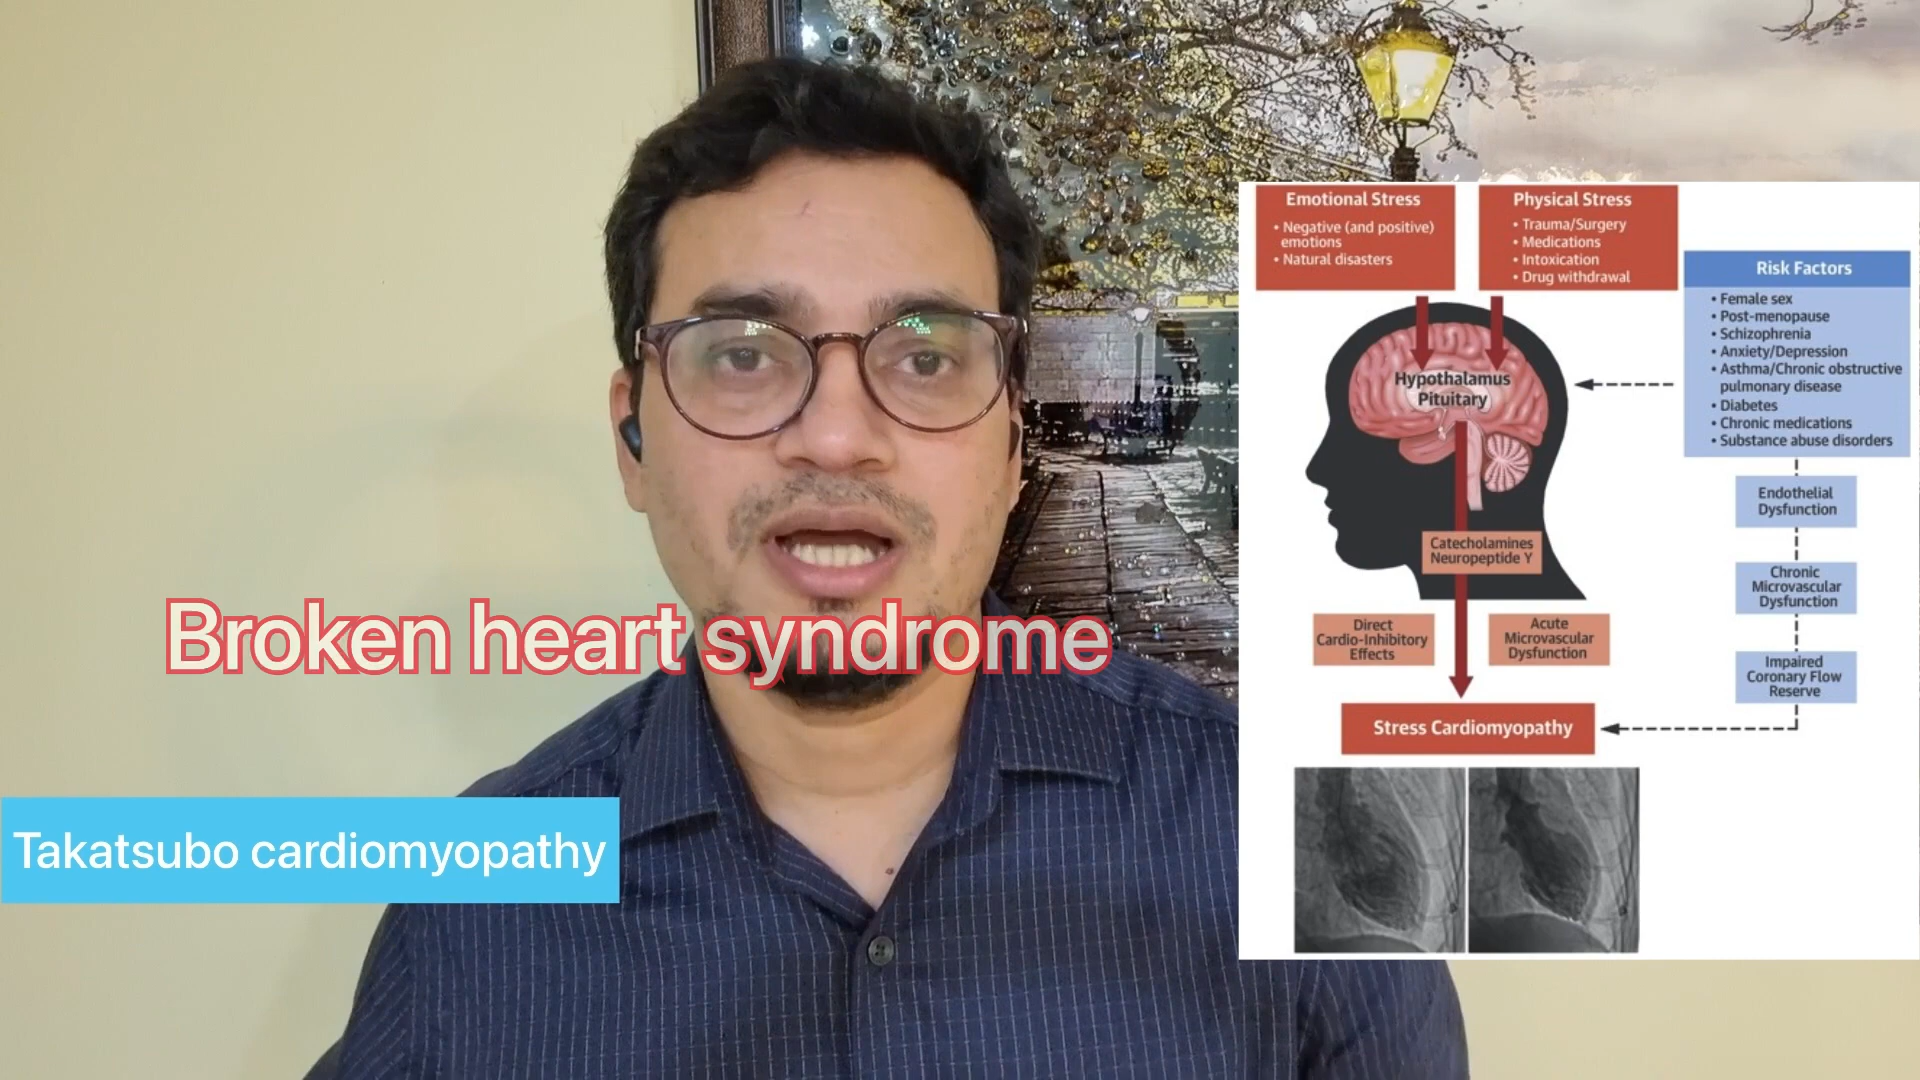 Emotional Stress
• Negative (and positive)
emotions
• Natural disasters
Physical Stress
• Trauma/Surgery
• Medications
• Intoxication
• Drug withdrawal
Risk Factors
• Female sex
• Post-menopause
• Schizophrenia
• Anxiety/Depression
• Asthma/Chronic obstructive
pulmonary disease
• Diabetes
• Chronic medications
• Substance abuse disorders
Hypothalamus
Pituitary
Endothelial
Dysfunction
Catecholamines
Neuropeptide Y
Chronic
Microvascular
Dysfunction
Direct
Cardio-Inhibitory
Effects
Acute
Microvascular
Dysfunction
Impaired
Coronary Flow
Reserve
Stress Cardiomyopathy
Broken heart syndrome
Takatsubo cardiomyopathy